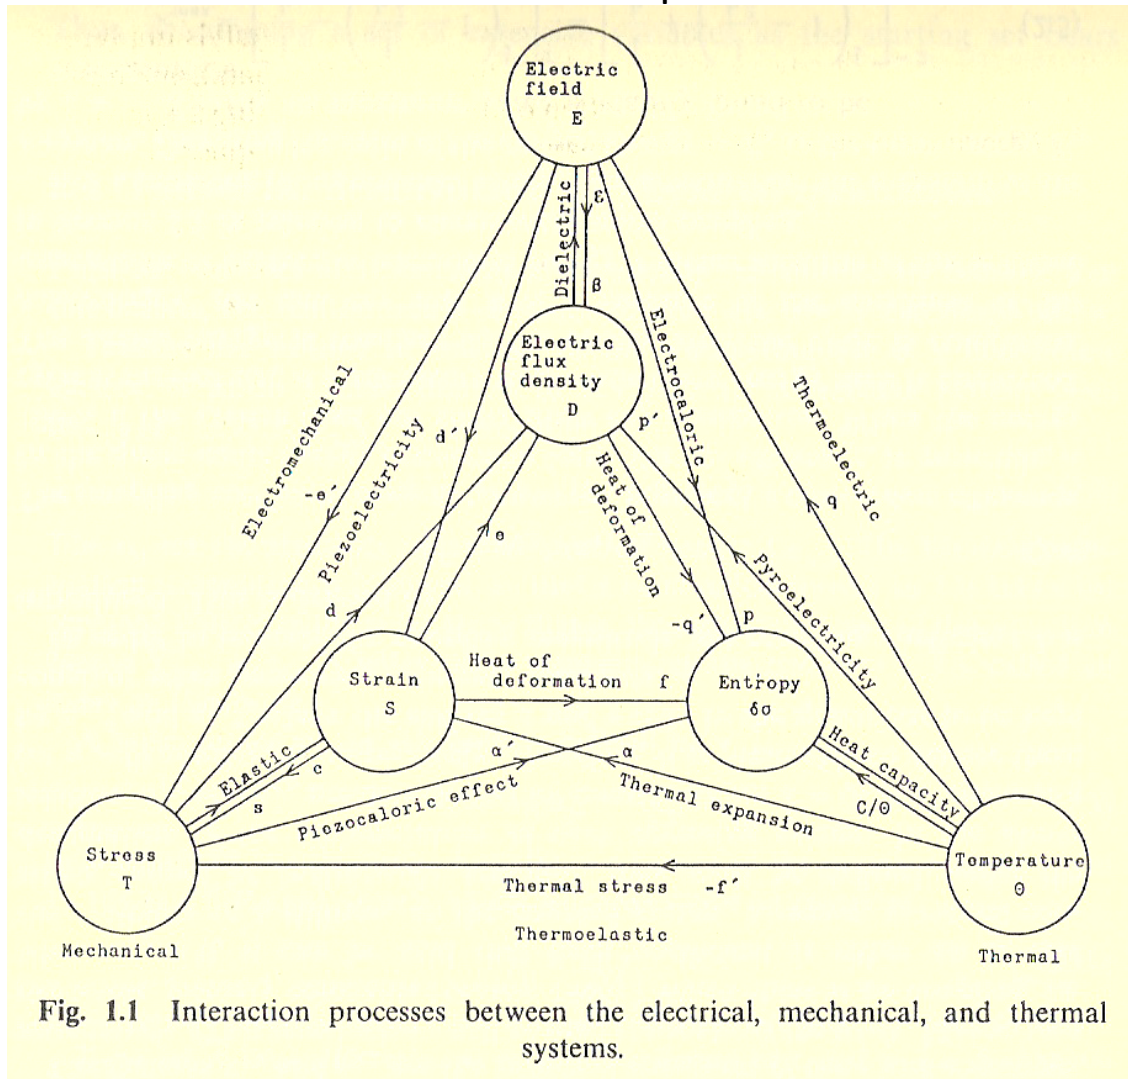 Electric
field
E
ε
Dielectric
β
Electric
flux
density
D
Electrocaloric
p′
Thermoelectric
q
Electromechanical
-e′
Piezoelectricity
d′
e
d
Heat of
deformation
-q′
p
Pyroelectricity
Strain
S
Heat of
deformation f
Entropy
δσ
Elastic
c
s
α′
Piezocaloric effect
α
Thermal expansion
Heat capacity
C/Θ
Stress
T
Mechanical
Thermal stress -f′
Thermoelastic
Temperature
Θ
Thermal
Fig. 1.1 Interaction processes between the electrical, mechanical, and thermal
systems.